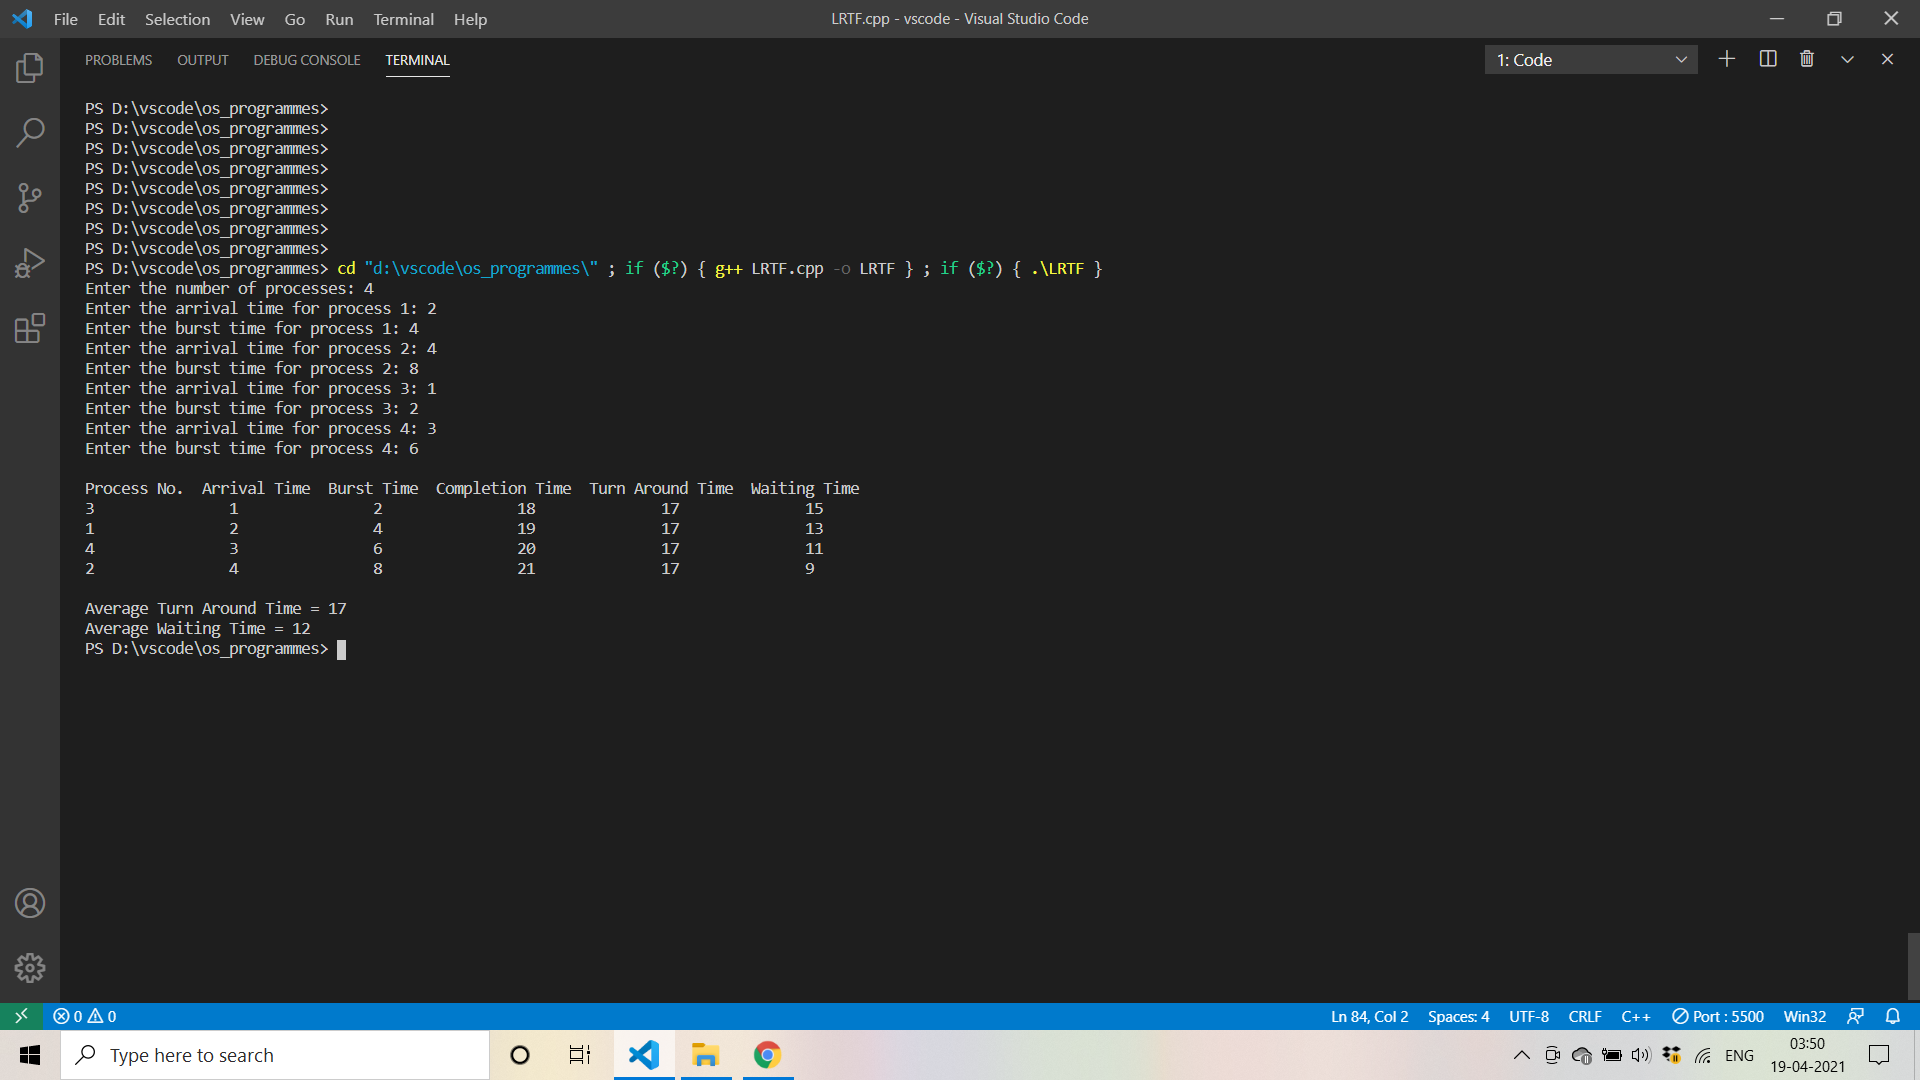 File Edit Selection View Go Run Terminal Help
LRTF.cpp - vscode - Visual Studio Code
PROBLEMS OUTPUT DEBUG CONSOLE TERMINAL
1: Code
PS D:\vscode\os_programmes>
PS D:\vscode\os_programmes>
PS D:\vscode\os_programmes>
PS D:\vscode\os_programmes>
PS D:\vscode\os_programmes>
PS D:\vscode\os_programmes>
PS D:\vscode\os_programmes>
PS D:\vscode\os_programmes>
PS D:\vscode\os_programmes> cd "d:\vscode\os_programmes\" ; if ($?) { g++ LRTF.cpp -o LRTF } ; if ($?) { .\LRTF }
Enter the number of processes: 4
Enter the arrival time for process 1: 2
Enter the burst time for process 1: 4
Enter the arrival time for process 2: 4
Enter the burst time for process 2: 8
Enter the arrival time for process 3: 1
Enter the burst time for process 3: 2
Enter the arrival time for process 4: 3
Enter the burst time for process 4: 6
Process No. Arrival Time Burst Time Completion Time Turn Around Time Waiting Time
3 1 2 18 17 15
1 2 4 19 17 13
4 3 6 20 17 11
2 4 8 21 17 9
Average Turn Around Time = 17
Average Waiting Time = 12
PS D:\vscode\os_programmes>
0 0
Ln 84, Col 2 Spaces: 4 UTF-8 CRLF C++ Port : 5500 Win32
Type here to search
ENG
03:50
19-04-2021